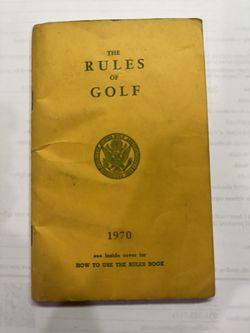 THE
RULES
OF
GOLF
1970
see inside cover for
HOW TO USE THE RULES BOOK